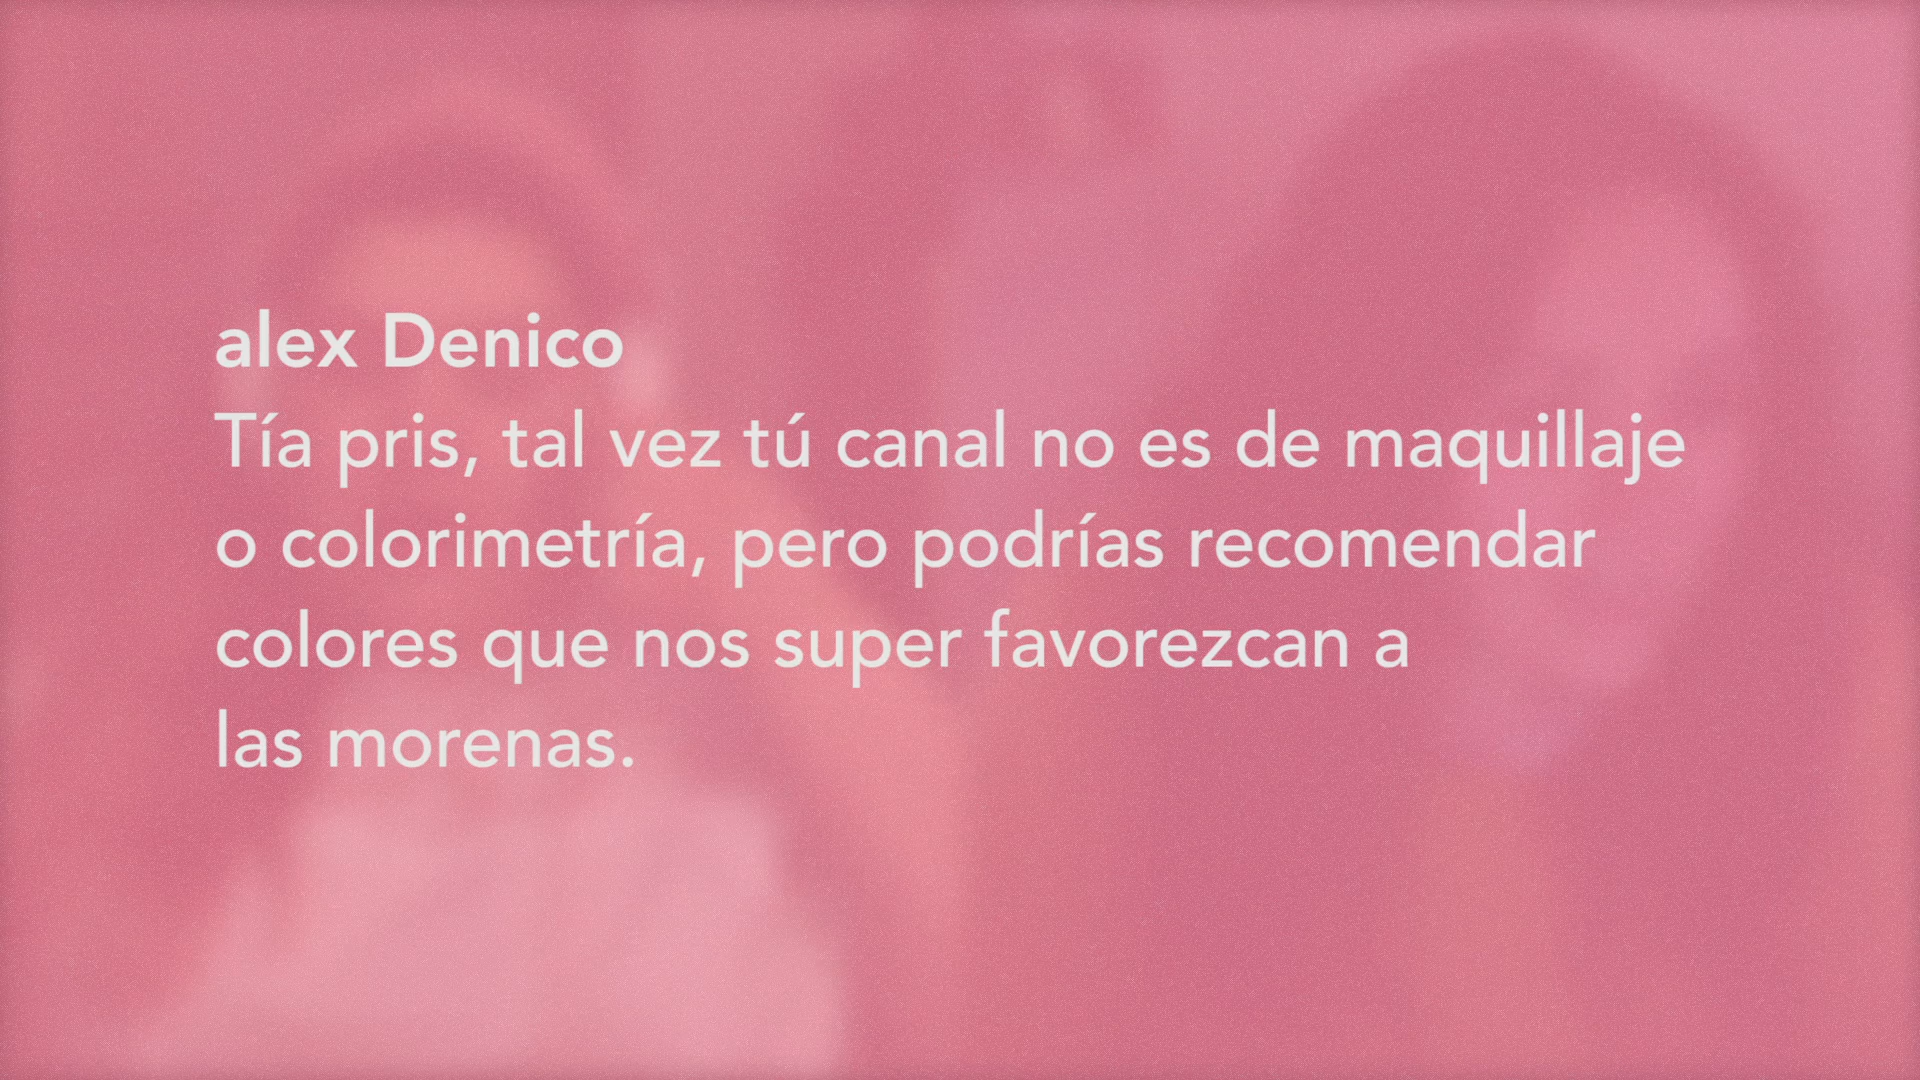 alex Denico
Tía pris, tal vez tú canal no es de maquillaje
o colorimetría, pero podrías recomendar
colores que nos super favorezcan a
las morenas.